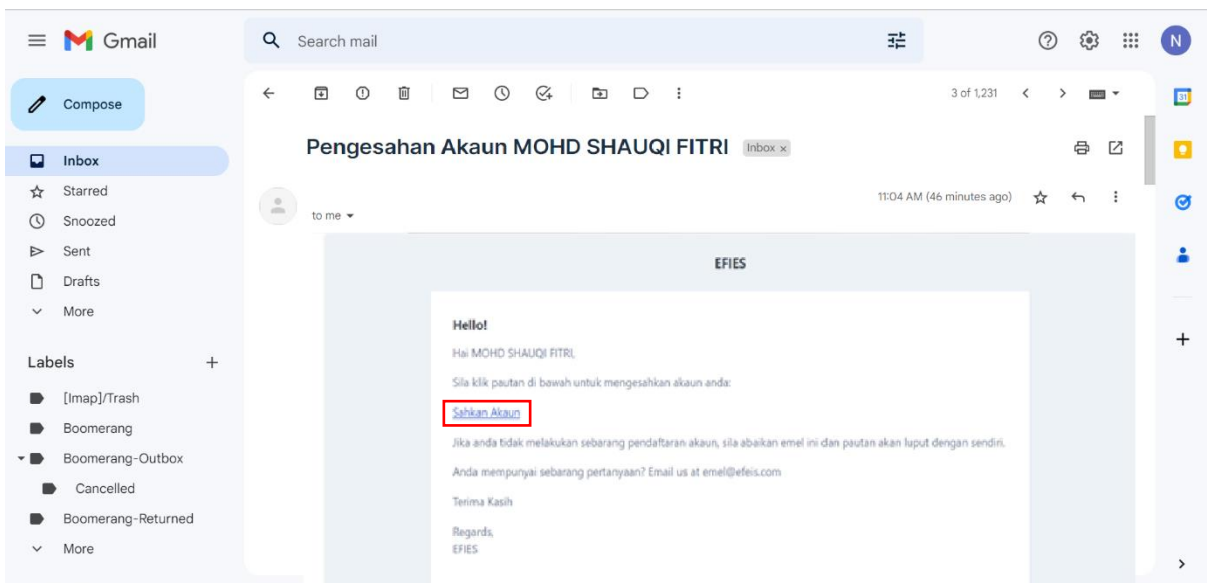 Gmail
Search mail
N
Compose
3 of 1,231
31
Pengesahan Akaun MOHD SHAUQI FITRI Inbox x
Inbox
Starred
11:04 AM (46 minutes ago)
to me
Snoozed
Sent
Drafts
More
EFIES
Hello!
Hai MOHD SHAUQI FITRI,
Sila klik pautan di bawah untuk mengesahkan akaun anda:
Sahkan Akaun
Jika anda tidak melakukan sebarang pendaftaran akaun, sila abaikan emel ini dan pautan akan luput dengan sendiri.
Anda mempunyai sebarang pertanyaan? Email us at emel@efeis.com
Terima Kasih
Regards,
EFIES
Labels
[Imap]/Trash
Boomerang
Boomerang-Outbox
Cancelled
Boomerang-Returned
More